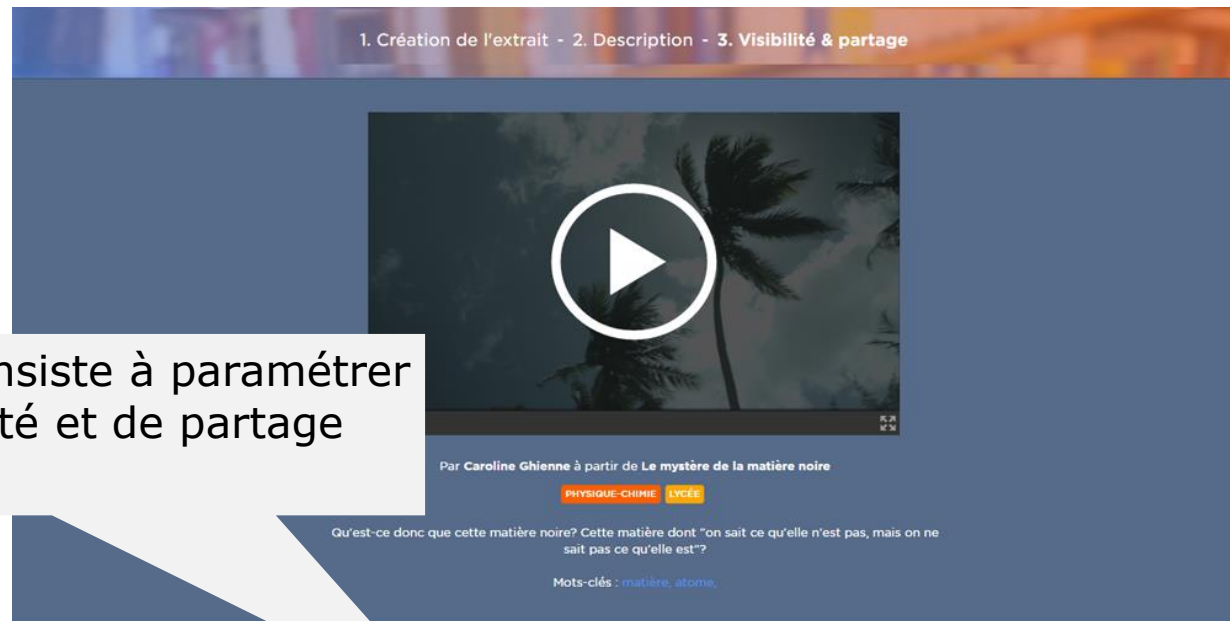 1. Création de l'extrait - 2. Description - 3. Visibilité & partage
nsiste à paramétrer
té et de partage
Par Caroline Ghienne à partir de Le mystère de la matière noire
PHYSIQUE-CHIMIE LYCÉE
Qu'est-ce donc que cette matière noire? Cette matière dont "on sait ce qu'elle n'est pas, mais on ne
sait pas ce qu'elle est"?
Mots-clés : matière, atome,